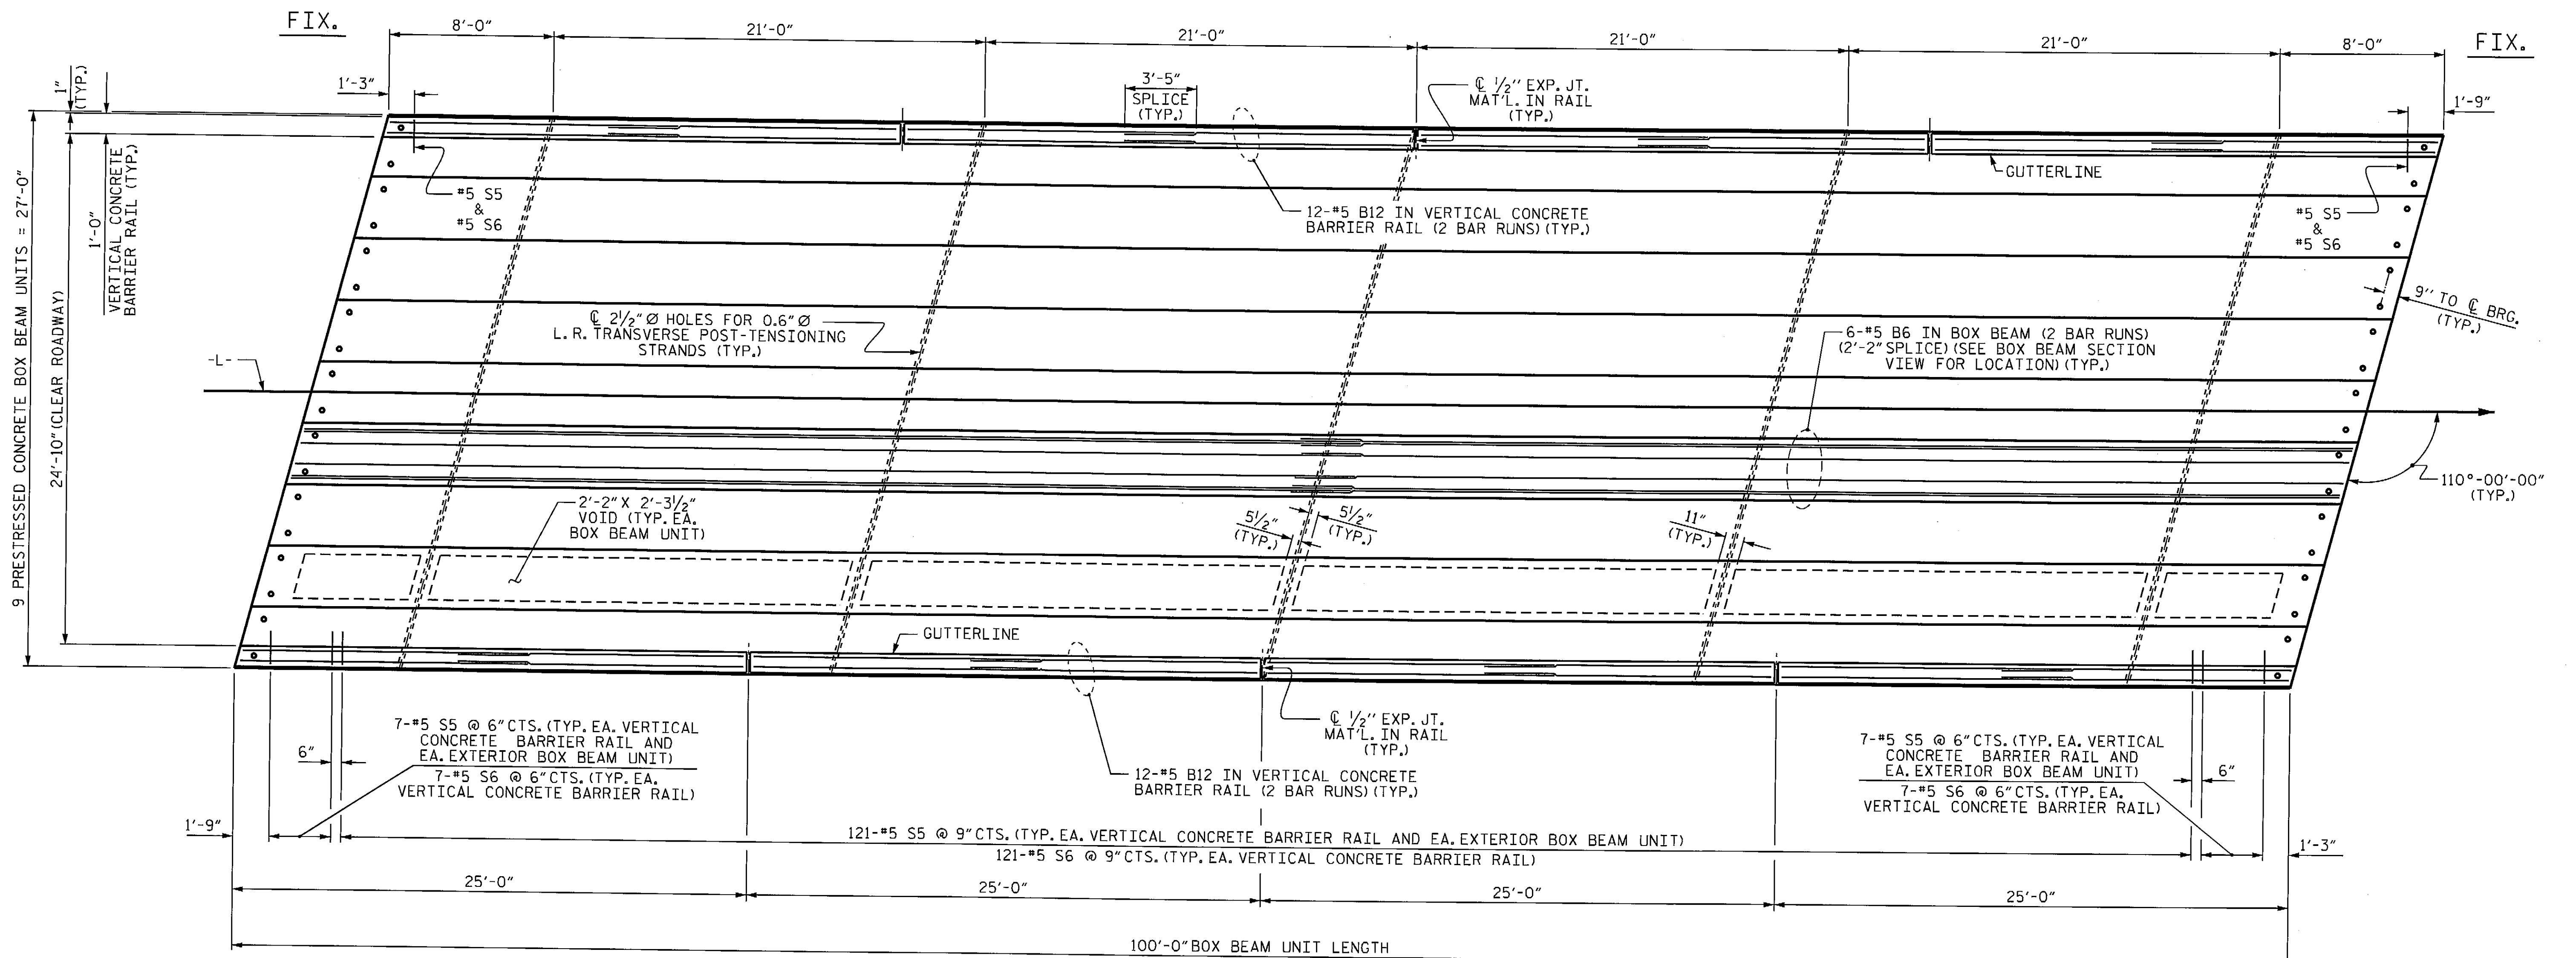 FIX.
8'-0"
21'-0"
21'-0"
21'-0"
21'-0"
8'-0"
FIX.
1"
(TYP.)
1'-3"
3'-5"
SPLICE
(TYP.)
℄ 1/2" EXP. JT.
MAT'L. IN RAIL
(TYP.)
1'-9"
9 PRESTRESSED CONCRETE BOX BEAM UNITS = 27'-0"
24'-10" (CLEAR ROADWAY)
1'-0"
VERTICAL CONCRETE
BARRIER RAIL (TYP.)
#5 S5
&
#5 S6
GUTTERLINE
12-#5 B12 IN VERTICAL CONCRETE
BARRIER RAIL (2 BAR RUNS) (TYP.)
#5 S5
&
#5 S6
9" TO ℄ BRG.
(TYP.)
℄ 2 1/2" Ø HOLES FOR 0.6" Ø
L.R. TRANSVERSE POST-TENSIONING
STRANDS (TYP.)
6-#5 B6 IN BOX BEAM (2 BAR RUNS)
(2'-2" SPLICE) (SEE BOX BEAM SECTION
VIEW FOR LOCATION) (TYP.)
-L-
110°-00'-00"
(TYP.)
2'-2" X 2'-3 1/2"
VOID (TYP. EA.
BOX BEAM UNIT)
5 1/2"
(TYP.)
5 1/2"
(TYP.)
11"
(TYP.)
GUTTERLINE
7-#5 S5 @ 6" CTS. (TYP. EA. VERTICAL
CONCRETE BARRIER RAIL AND
EA. EXTERIOR BOX BEAM UNIT)
7-#5 S6 @ 6" CTS. (TYP. EA.
VERTICAL CONCRETE BARRIER RAIL)
6"
℄ 1/2" EXP. JT.
MAT'L. IN RAIL
(TYP.)
12-#5 B12 IN VERTICAL CONCRETE
BARRIER RAIL (2 BAR RUNS) (TYP.)
7-#5 S5 @ 6" CTS. (TYP. EA. VERTICAL
CONCRETE BARRIER RAIL AND
EA. EXTERIOR BOX BEAM UNIT)
7-#5 S6 @ 6" CTS. (TYP. EA.
VERTICAL CONCRETE BARRIER RAIL)
6"
1'-9"
121-#5 S5 @ 9" CTS. (TYP. EA. VERTICAL CONCRETE BARRIER RAIL AND EA. EXTERIOR BOX BEAM UNIT)
121-#5 S6 @ 9" CTS. (TYP. EA. VERTICAL CONCRETE BARRIER RAIL)
1'-3"
25'-0"
25'-0"
25'-0"
25'-0"
100'-0" BOX BEAM UNIT LENGTH